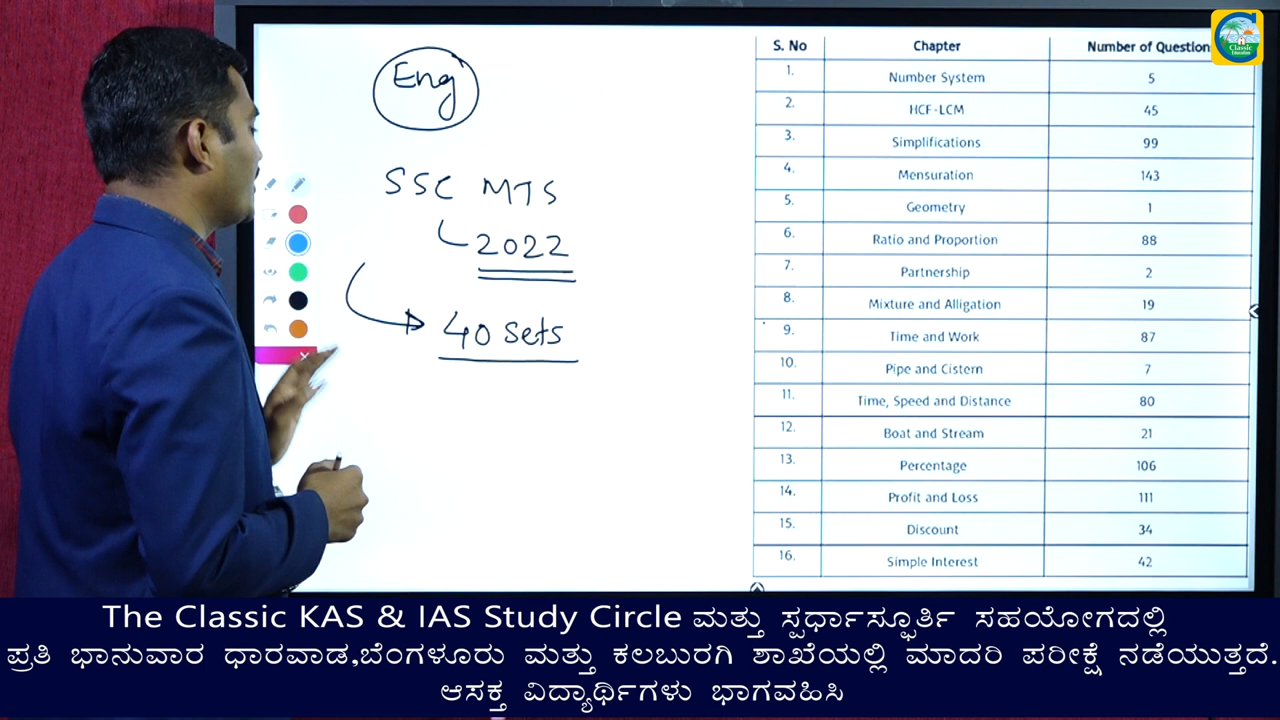 Eng
SSC MTS
2022
40 Sets
S. No Chapter Number of Question
1. Number System 5
2. HCF-LCM 45
3. Simplifications 99
4. Mensuration 143
5. Geometry 1
6. Ratio and Proportion 88
7. Partnership 2
8. Mixture and Alligation 19
9. Time and Work 87
10. Pipe and Cistern 7
11. Time, Speed and Distance 80
12. Boat and Stream 21
13. Percentage 106
14. Profit and Loss 111
15. Discount 34
16. Simple Interest 42
Classic
Education
The Classic KAS & IAS Study Circle ಮತ್ತು ಸ್ಪರ್ಧಾಸ್ಫೂರ್ತಿ ಸಹಯೋಗದಲ್ಲಿ
ಪ್ರತಿ ಭಾನುವಾರ ಧಾರವಾಡ,ಬೆಂಗಳೂರು ಮತ್ತು ಕಲಬುರಗಿ ಶಾಖೆಯಲ್ಲಿ ಮಾದರಿ ಪರೀಕ್ಷೆ ನಡೆಯುತ್ತದೆ.
ಆಸಕ್ತ ವಿದ್ಯಾರ್ಥಿಗಳು ಭಾಗವಹಿಸಿ